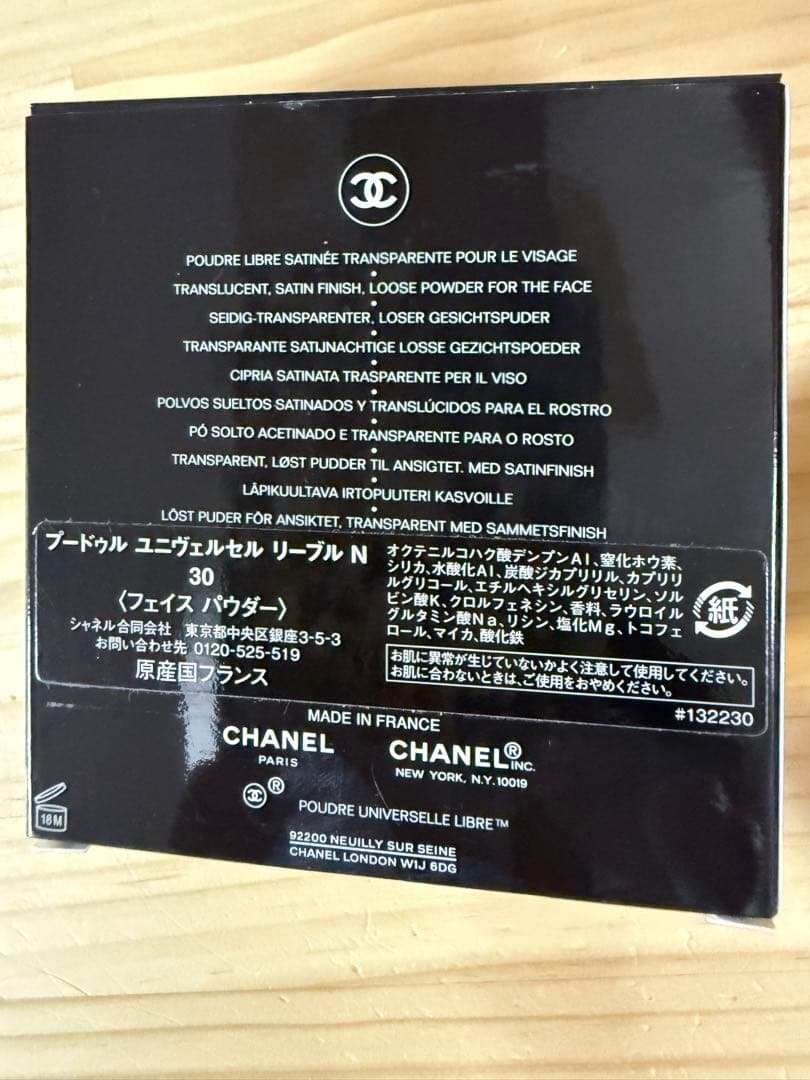 POUDRE LIBRE SATINÉE TRANSPARENTE POUR LE VISAGE
TRANSLUCENT, SATIN FINISH, LOOSE POWDER FOR THE FACE
SEIDIG-TRANSPARENTER, LOSER GESICHTSPUDER
TRANSPARANTE SATIJNACHTIGE LOSSE GEZICHTSPOEDER
CIPRIA SATINATA TRASPARENTE PER IL VISO
POLVOS SUELTOS SATINADOS Y TRANSLÚCIDOS PARA EL ROSTRO
PÓ SOLTO ACETINADO E TRANSPARENTE PARA O ROSTO
TRANSPARENT, LØST PUDDER TIL ANSIGTET. MED SATINFINISH
LÄPIKUULTAVA IRTOPUUTERI KASVOILLE
LÖST PUDER FÖR ANSIKTET, TRANSPARENT MED SAMMETSFINISH
プードゥル ユニヴェルセル リーブル N
30
〈フェイス パウダー〉
シャネル合同会社 東京都中央区銀座3-5-3
お問い合わせ先 0120-525-519
原産国フランス
オクテニルコハク酸デンプンAl、窒化ホウ素、
シリカ、水酸化Al、炭酸ジカプリリル、カプリリ
ルグリコール、エチルヘキシルグリセリン、ソル
ビン酸K、クロルフェネシン、香料、ラウロイル
グルタミン酸Na、リシン、塩化Mg、トコフェ
ロール、マイカ、酸化鉄
紙
お肌に異常が生じていないかよく注意して使用してください。
お肌に合わないときは、ご使用をおやめください。
#132230
MADE IN FRANCE
CHANEL
PARIS
CHANEL® INC.
NEW YORK, N.Y. 10019
®
POUDRE UNIVERSELLE LIBRE™
92200 NEUILLY SUR SEINE
CHANEL LONDON W1J 6DG
18M